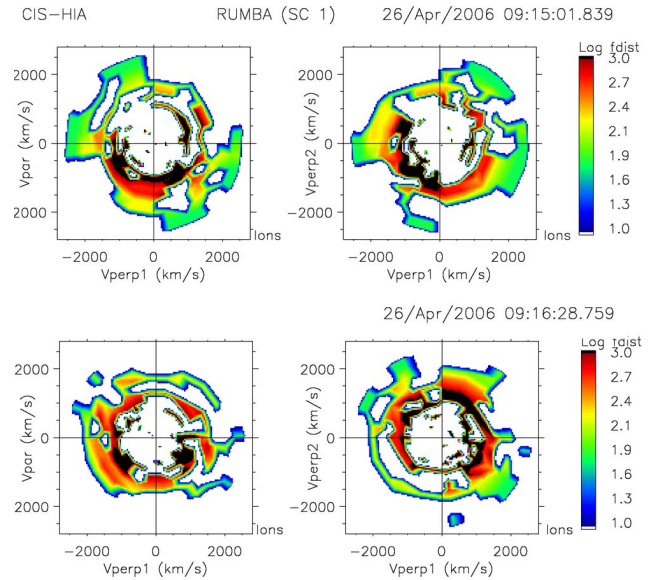 CIS-HIA RUMBA (SC 1) 26/Apr/2006 09:15:01.839
Log fdist
3.0
2.7
2.4
2.1
1.9
1.6
1.3
1.0
Vpar (km/s)
2000
0
2000
-2000 0 2000
Vperp1 (km/s)
Ions
Vperp2 (km/s)
2000
0
-2000
-2000 0 2000
Vperp1 (km/s)
Ions
26/Apr/2006 09:16:28.759
Log fdist
3.0
2.7
2.4
2.1
1.9
1.6
1.3
1.0
Vpar (km/s)
2000
0
2000
-2000 0 2000
Vperp1 (km/s)
Ions
Vperp2 (km/s)
2000
0
-2000
-2000 0 2000
Vperp1 (km/s)
Ions